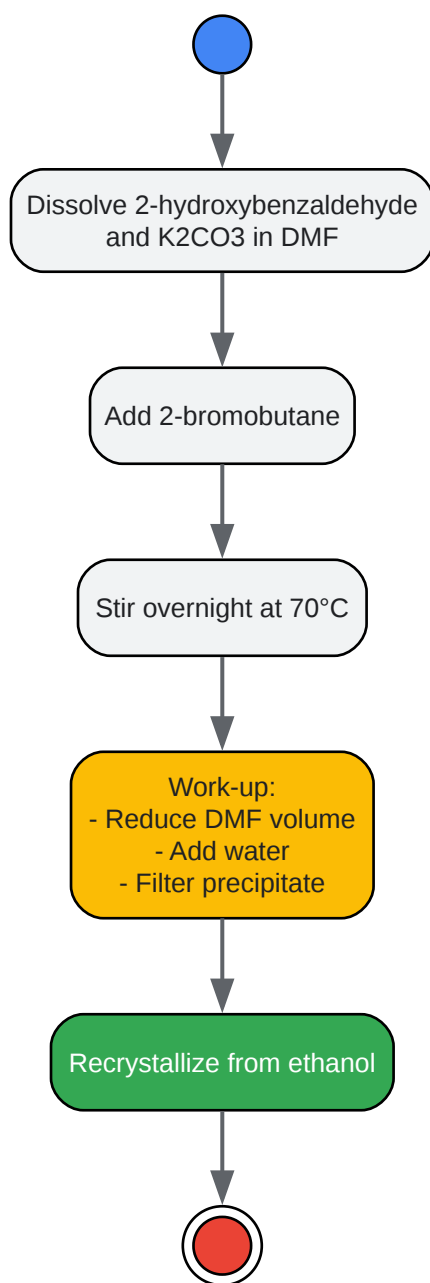 Dissolve 2-hydroxybenzaldehyde
and K2CO3 in DMF
Add 2-bromobutane
Stir overnight at 70°C
Work-up:
- Reduce DMF volume
- Add water
- Filter precipitate
Recrystallize from ethanol